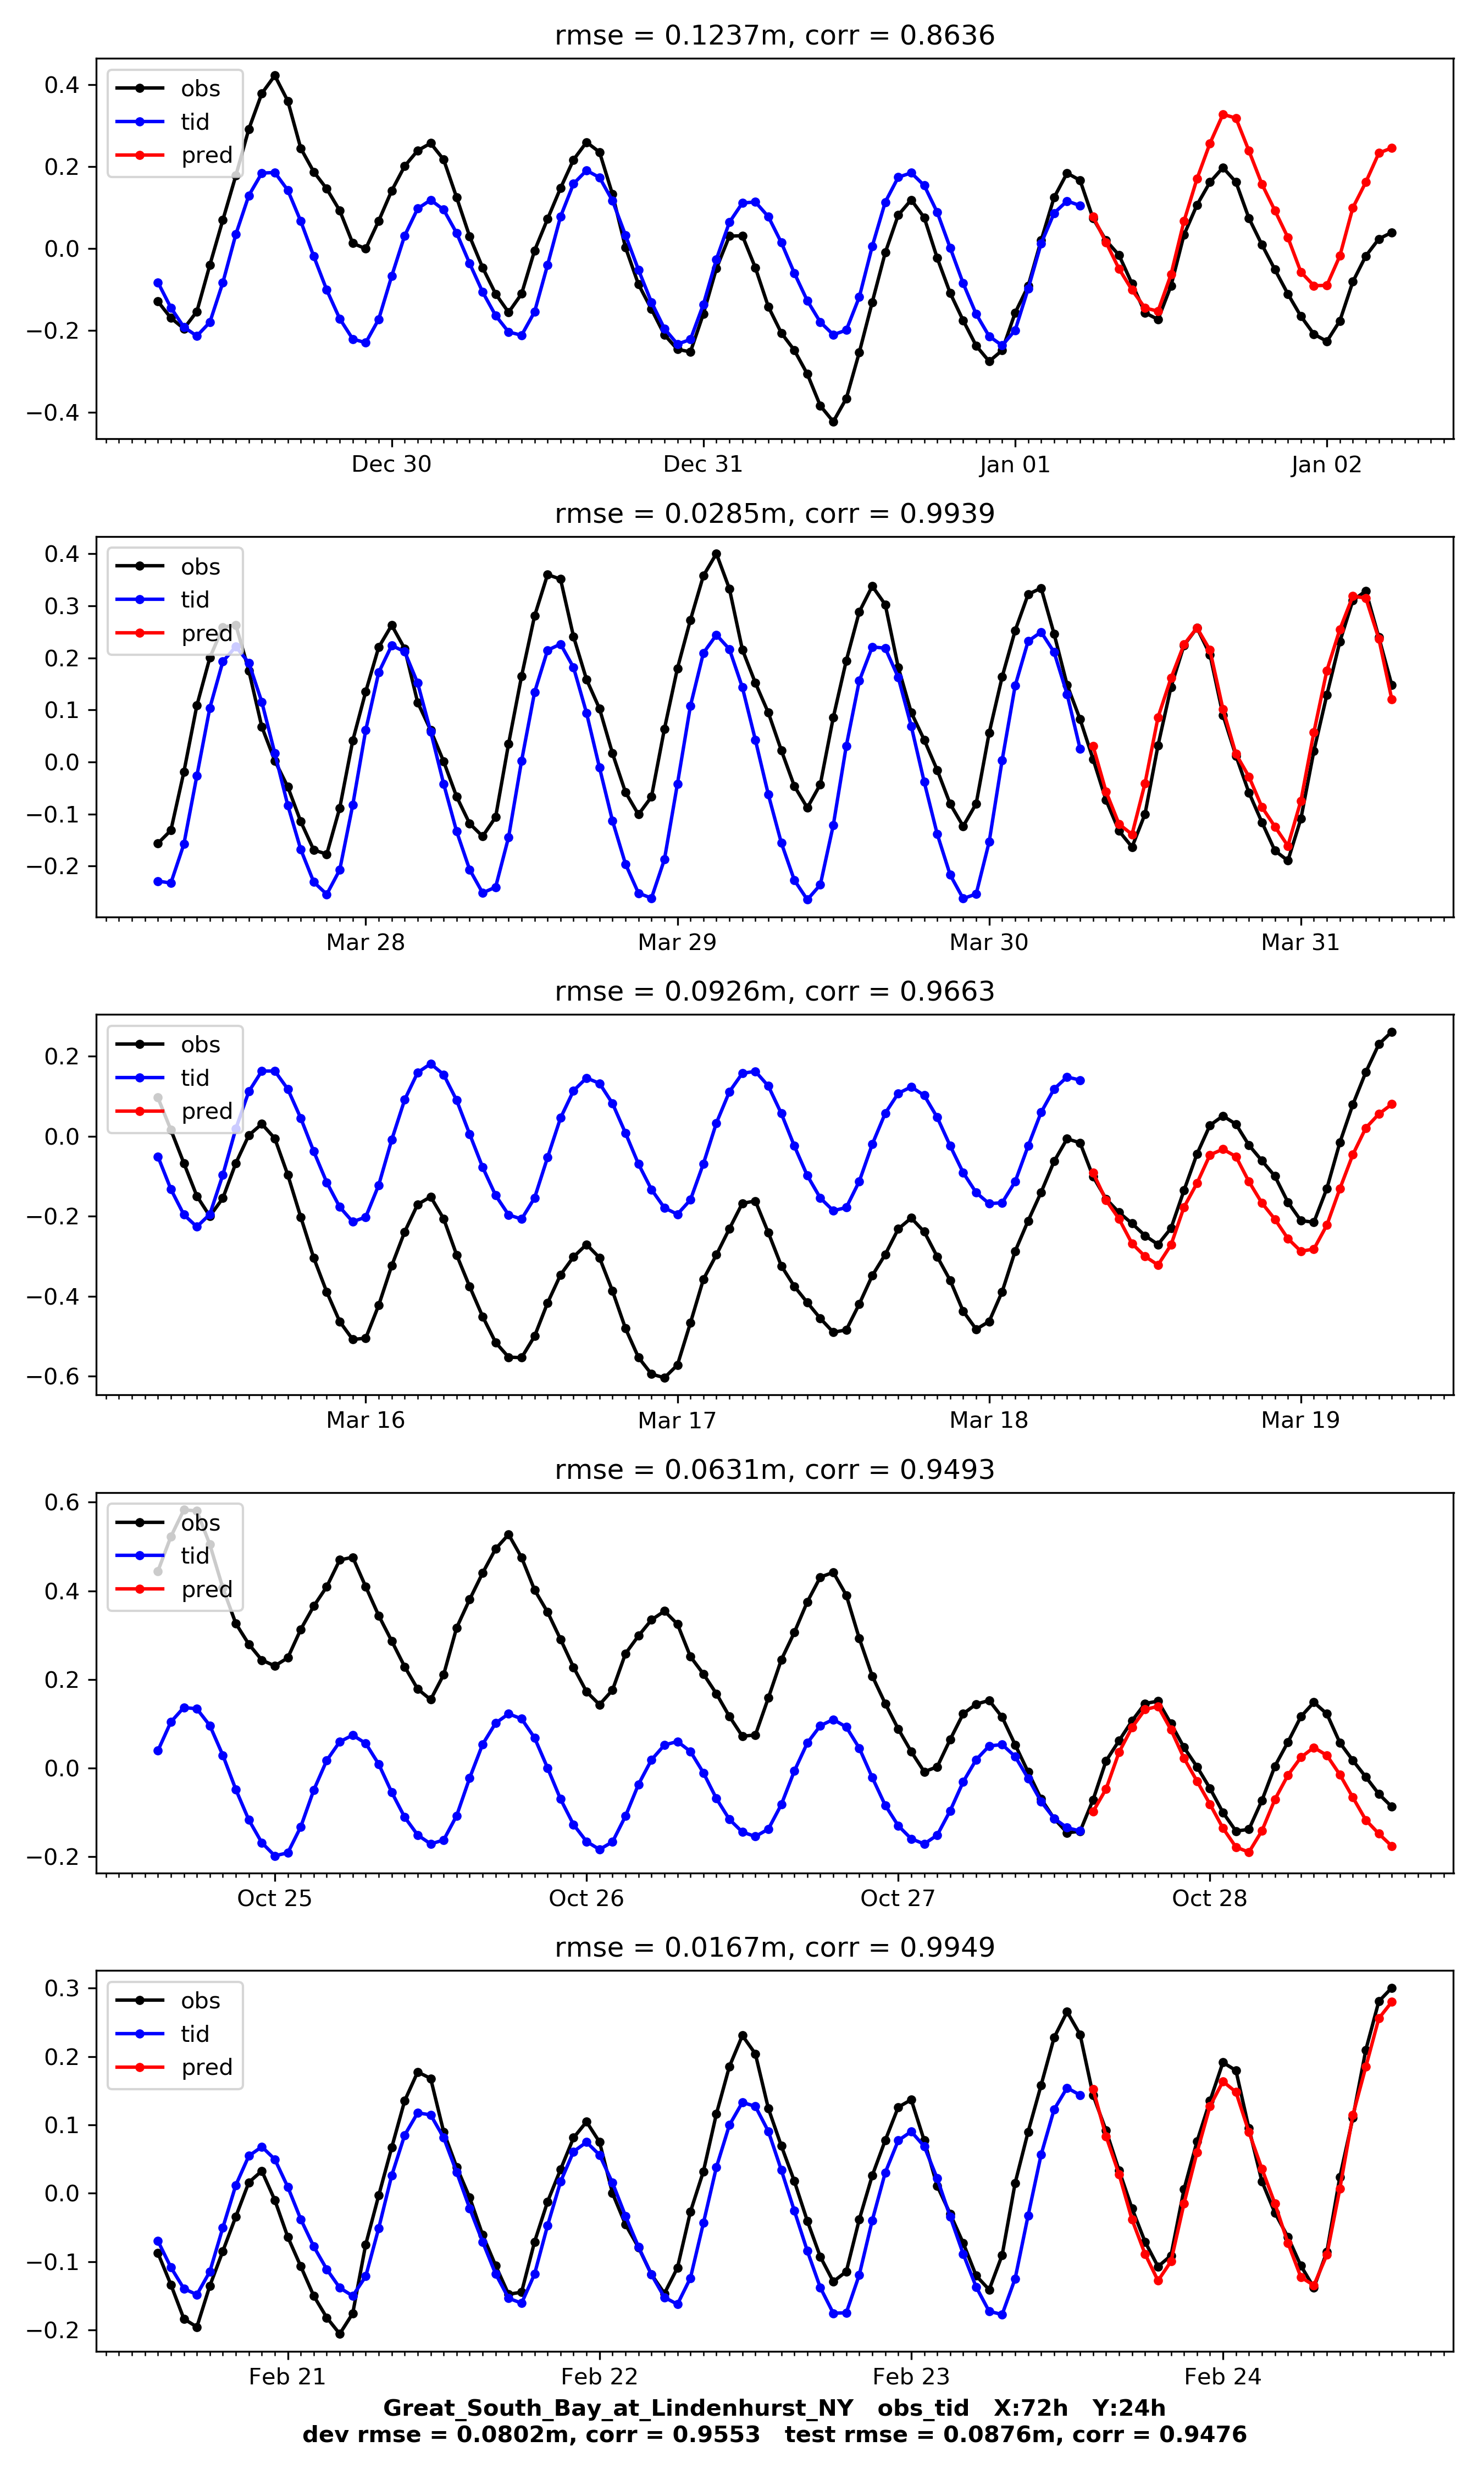 rmse = 0.1237m, corr = 0.8636
obs
tid
pred
0.4
0.2
0.0
−0.2
−0.4
Dec 30 Dec 31 Jan 01 Jan 02
rmse = 0.0285m, corr = 0.9939
obs
tid
pred
0.4
0.3
0.2
0.1
0.0
−0.1
−0.2
Mar 28 Mar 29 Mar 30 Mar 31
rmse = 0.0926m, corr = 0.9663
obs
tid
pred
0.2
0.0
−0.2
−0.4
−0.6
Mar 16 Mar 17 Mar 18 Mar 19
rmse = 0.0631m, corr = 0.9493
obs
tid
pred
0.6
0.4
0.2
0.0
−0.2
Oct 25 Oct 26 Oct 27 Oct 28
rmse = 0.0167m, corr = 0.9949
obs
tid
pred
0.3
0.2
0.1
0.0
−0.1
−0.2
Feb 21 Feb 22 Feb 23 Feb 24
Great_South_Bay_at_Lindenhurst_NY obs_tid X:72h Y:24h
dev rmse = 0.0802m, corr = 0.9553 test rmse = 0.0876m, corr = 0.9476